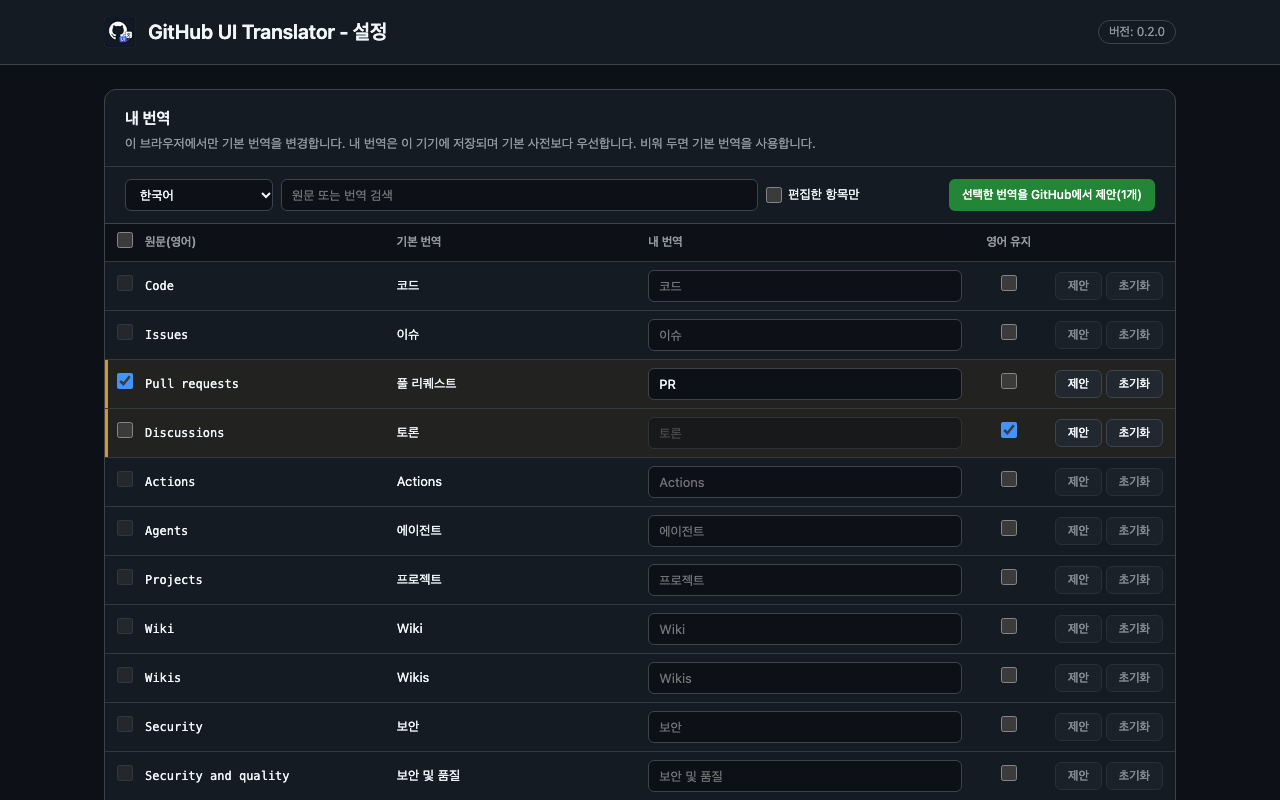 GitHub UI Translator - 설정
버전: 0.2.0
내 번역
이 브라우저에서만 기본 번역을 변경합니다. 내 번역은 이 기기에 저장되며 기본 사전보다 우선합니다. 비워 두면 기본 번역을 사용합니다.
한국어 원문 또는 번역 검색 편집한 항목만 선택한 번역을 GitHub에서 제안(1개)
원문(영어) 기본 번역 내 번역 영어 유지
Code 코드 코드 제안 초기화
Issues 이슈 이슈 제안 초기화
Pull requests 풀 리퀘스트 PR 제안 초기화
Discussions 토론 토론 제안 초기화
Actions Actions Actions 제안 초기화
Agents 에이전트 에이전트 제안 초기화
Projects 프로젝트 프로젝트 제안 초기화
Wiki Wiki Wiki 제안 초기화
Wikis Wikis Wikis 제안 초기화
Security 보안 보안 제안 초기화
Security and quality 보안 및 품질 보안 및 품질 제안 초기화